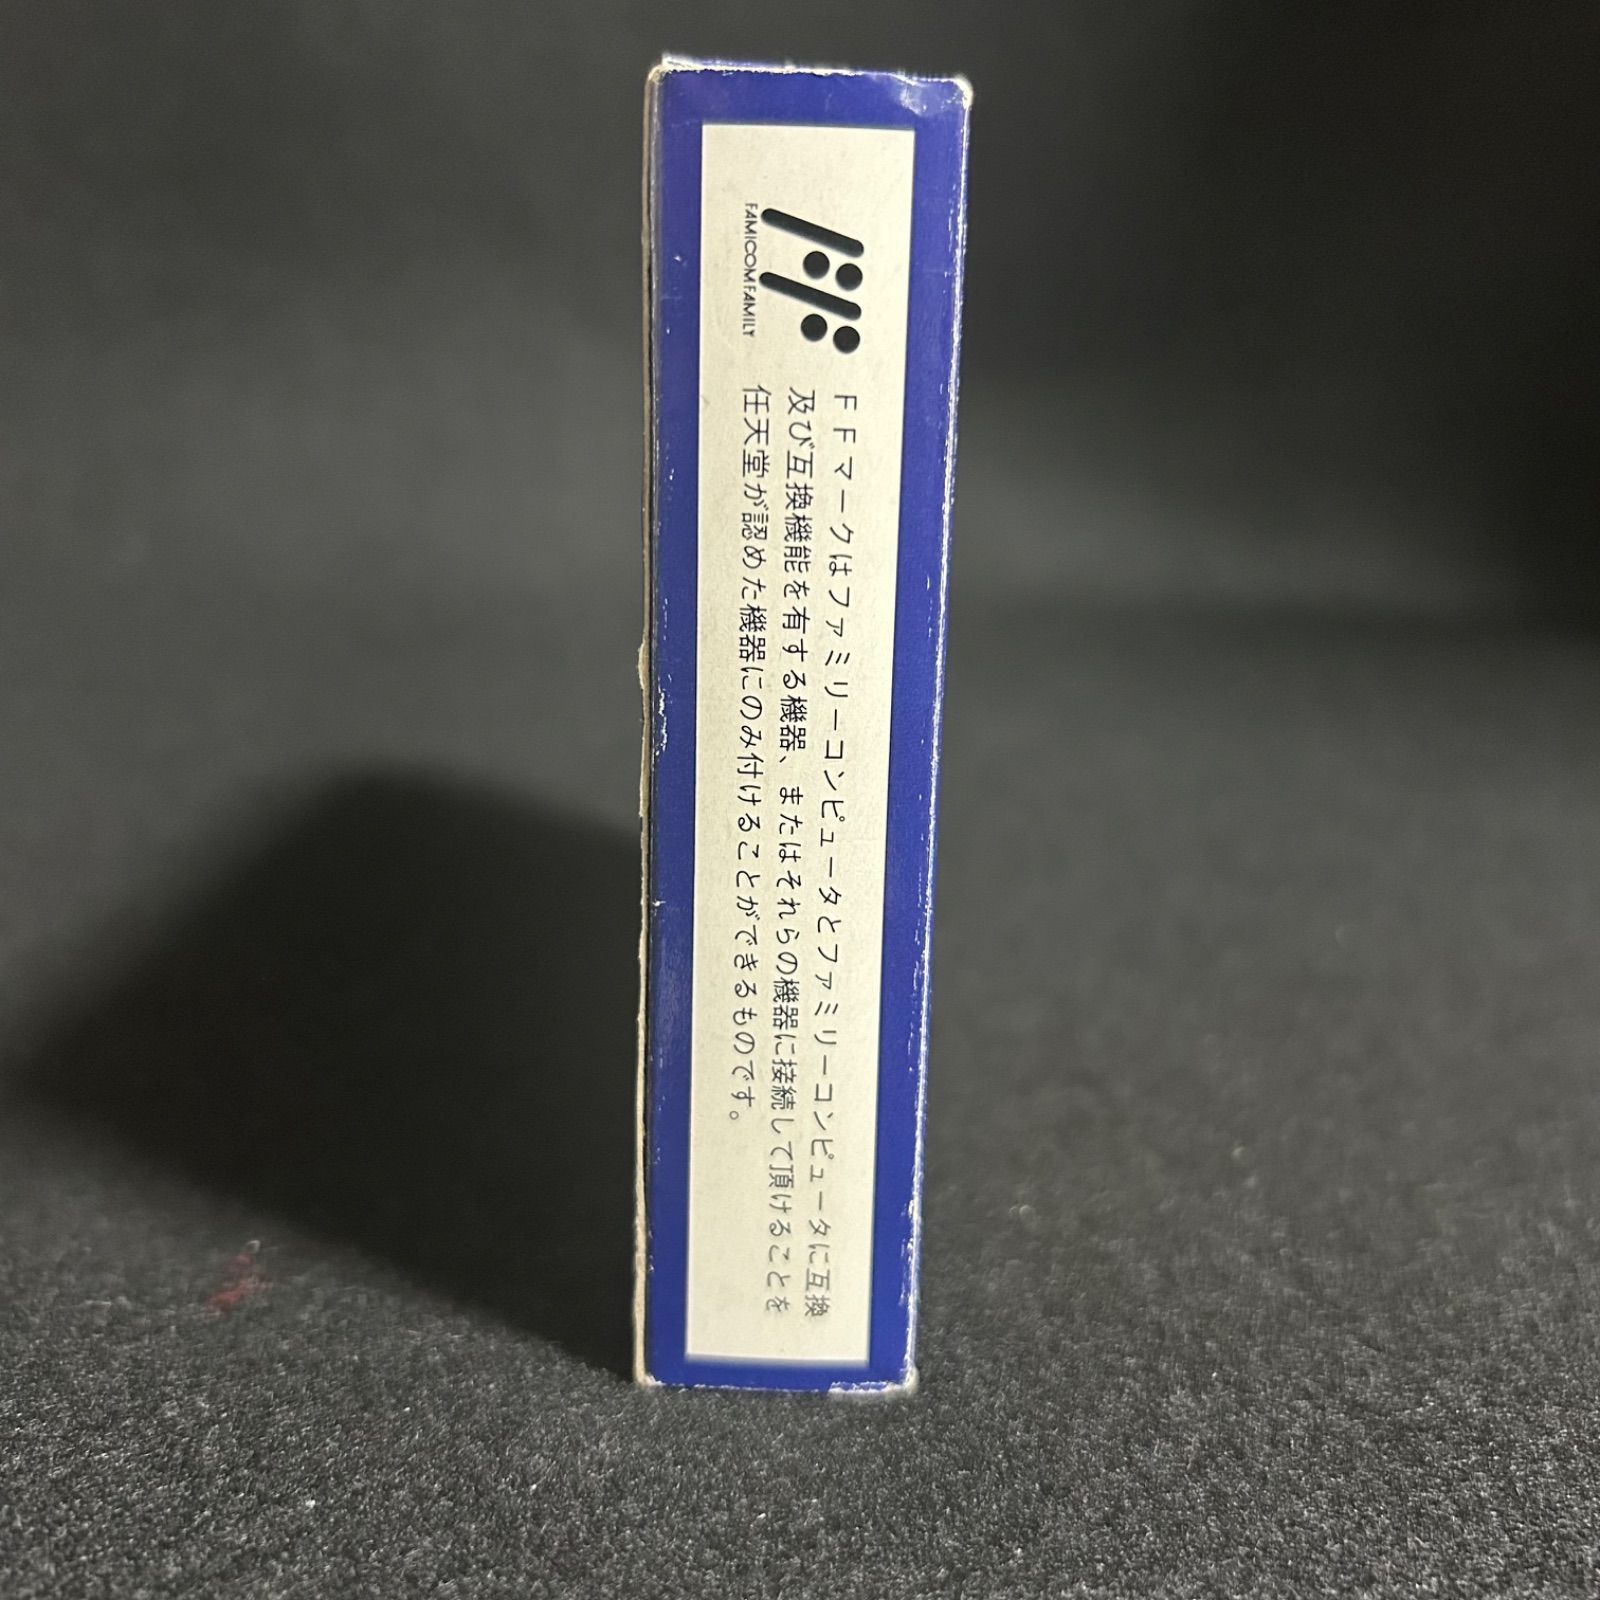 FAMICOM FAMILY
FFマークはファミリーコンピュータとファミリーコンピュータに互換
及び互換機能を有する機器、またはそれらの機器に接続して頂けることを
任天堂が認めた機器にのみ付けることができるものです。